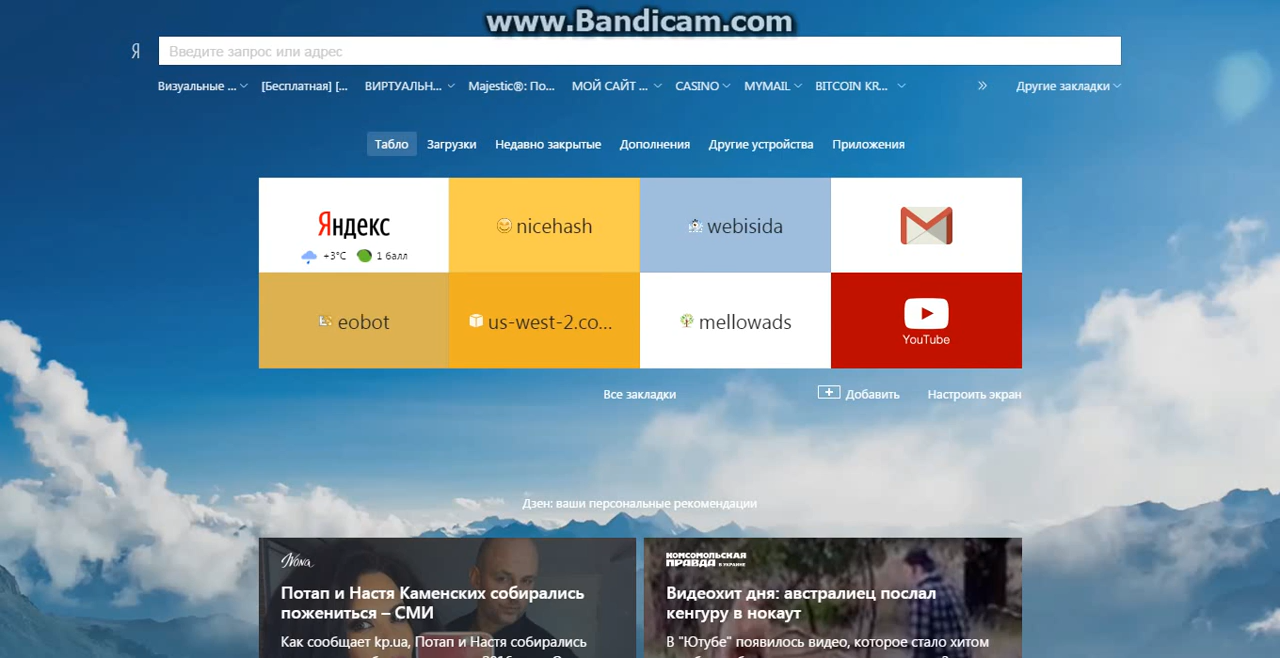 www.Bandicam.com
Я Введите запрос или адрес
Визуальные ... [Бесплатная] [... ВИРТУАЛЬН... Majestic®: По... МОЙ САЙТ ... CASINO MYMAIL BITCOIN KR... » Другие закладки
Табло Загрузки Недавно закрытые Дополнения Другие устройства Приложения
Яндекс
+3°C 1 балл
nicehash
webisida
eobot
us-west-2.co...
mellowads
YouTube
Все закладки
Добавить
Настроить экран
Дзен: ваши персональные рекомендации
Nona
Потап и Настя Каменских собирались
пожениться – СМИ
Как сообщает kp.ua, Потап и Настя собирались
КОМСОМОЛЬСКАЯ
ПРАВДА В УКРАИНЕ
Видеохит дня: австралиец послал
кенгуру в нокаут
В "Ютубе" появилось видео, которое стало хитом